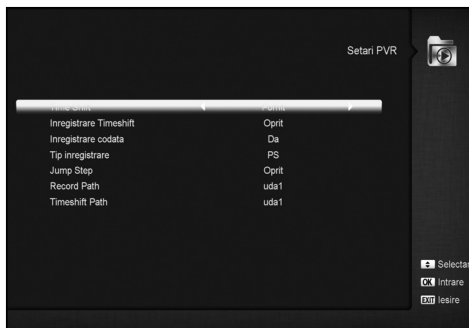 Setari PVR
Time Shift Pornit
Inregistrare Timeshift Oprit
Inregistrare codata Da
Tip inregistrare PS
Jump Step Oprit
Record Path uda1
Timeshift Path uda1
Selectar
OK Intrare
EXIT Iesire